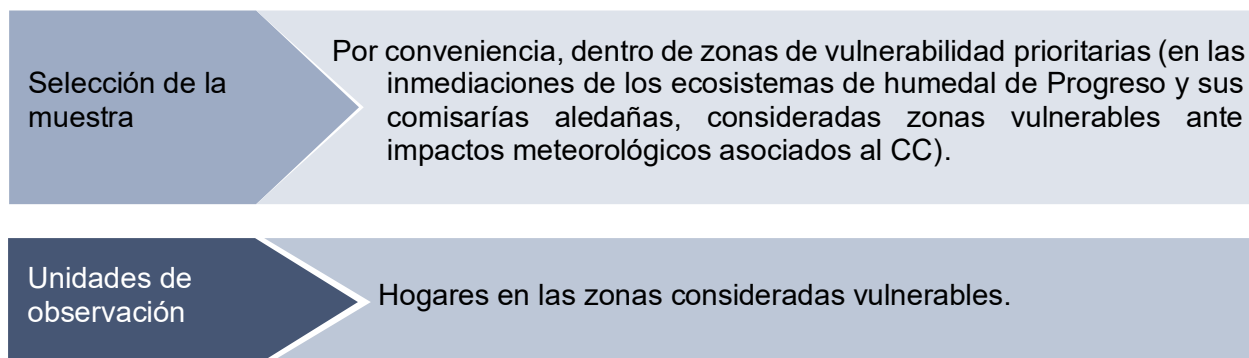 Selección de la
muestra
Por conveniencia, dentro de zonas de vulnerabilidad prioritarias (en las
inmediaciones de los ecosistemas de humedal de Progreso y sus
comisarías aledañas, consideradas zonas vulnerables ante
impactos meteorológicos asociados al CC).
Unidades de
observación
Hogares en las zonas consideradas vulnerables.